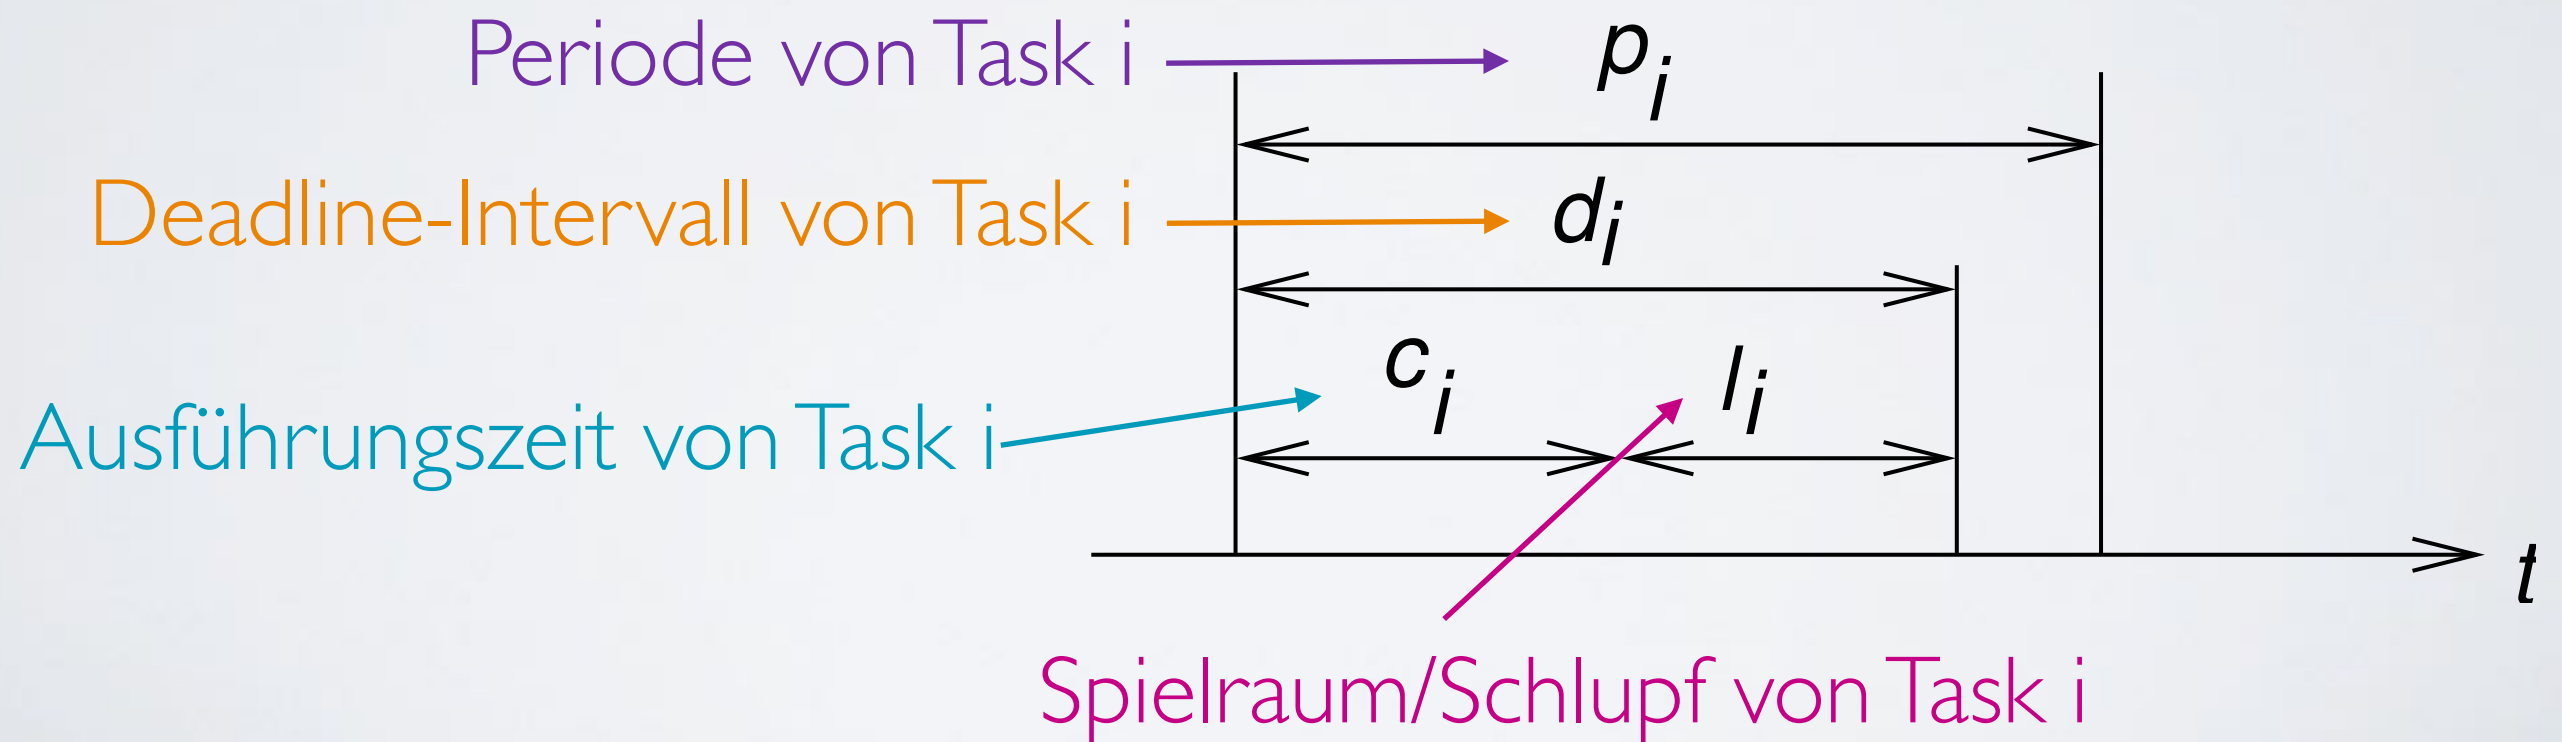 Periode von Task i
p_i
Deadline-Intervall von Task i
d_i
Ausführungszeit von Task i
c_i
l_i
t
Spielraum/Schlupf von Task i